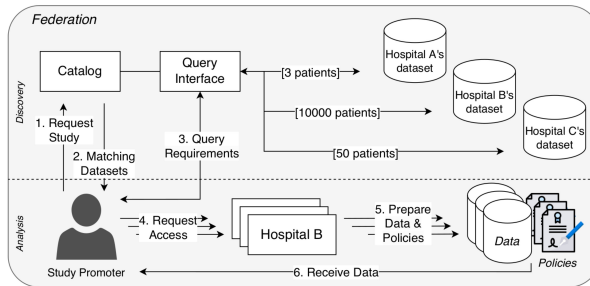 Federation
Discovery
Catalog
Query
Interface
[3 patients]
Hospital A's
dataset
[10000 patients]
Hospital B's
dataset
[50 patients]
Hospital C's
dataset
1. Request
Study
2. Matching
Datasets
3. Query
Requirements
Analysis
Study Promoter
4. Request
Access
Hospital B
5. Prepare
Data &
Policies
Data
Policies
6. Receive Data